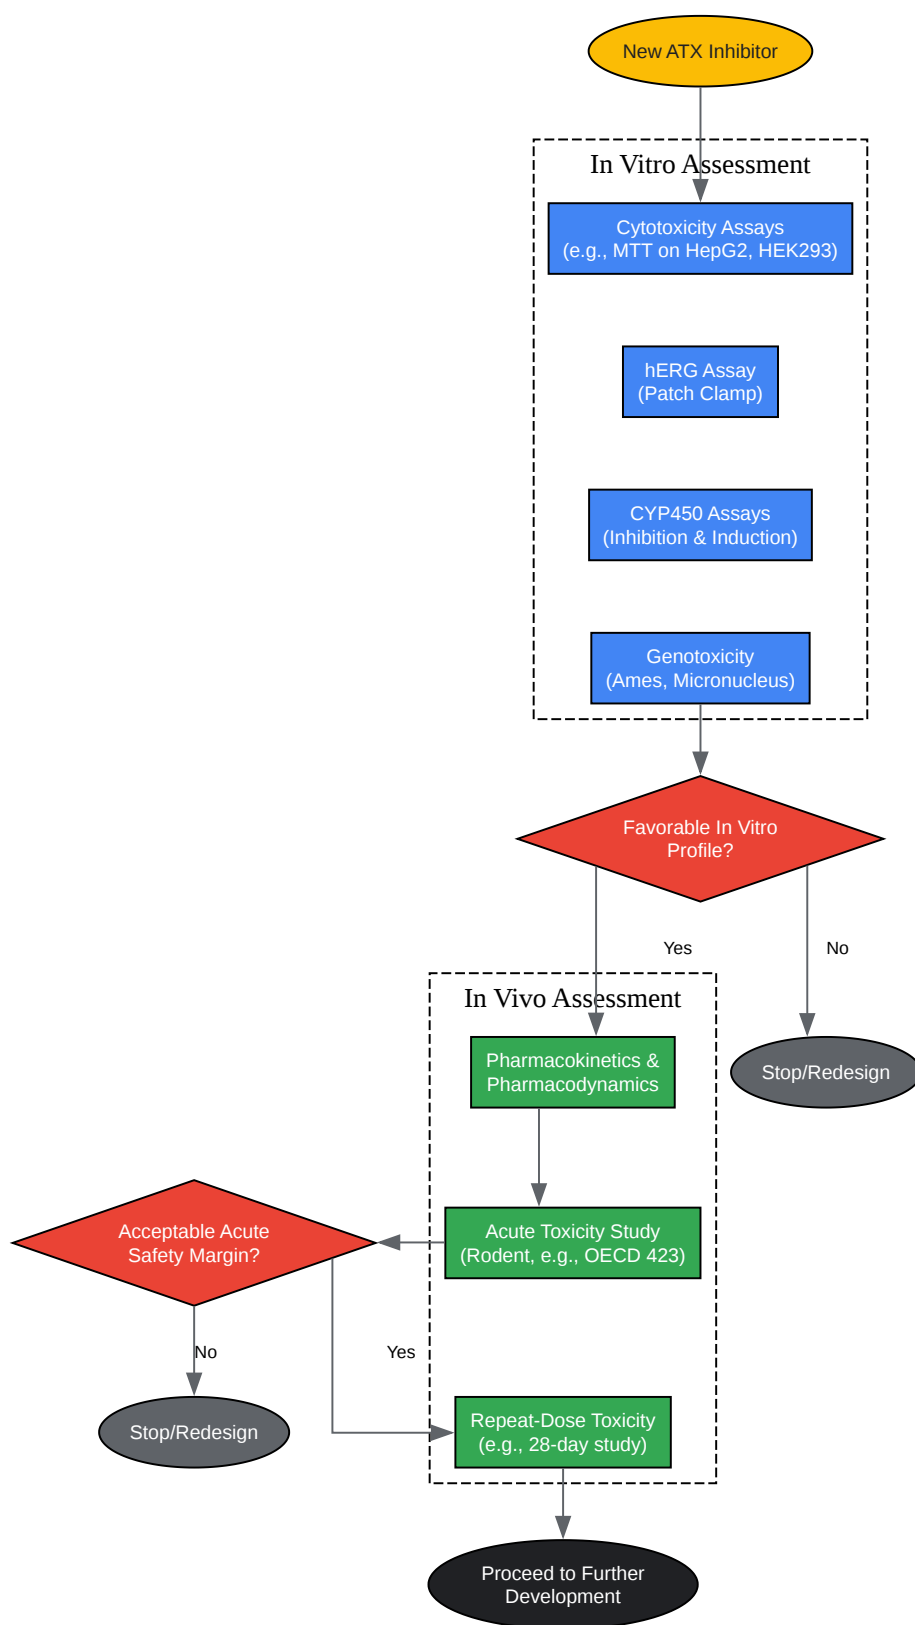 New ATX Inhibitor
In Vitro Assessment
Cytotoxicity Assays
(e.g., MTT on HepG2, HEK293)
hERG Assay
(Patch Clamp)
CYP450 Assays
(Inhibition & Induction)
Genotoxicity
(Ames, Micronucleus)
Favorable In Vitro
Profile?
Yes
No
In Vivo Assessment
Pharmacokinetics &
Pharmacodynamics
Stop/Redesign
Acceptable Acute
Safety Margin?
Acute Toxicity Study
(Rodent, e.g., OECD 423)
No
Yes
Stop/Redesign
Repeat-Dose Toxicity
(e.g., 28-day study)
Proceed to Further
Development